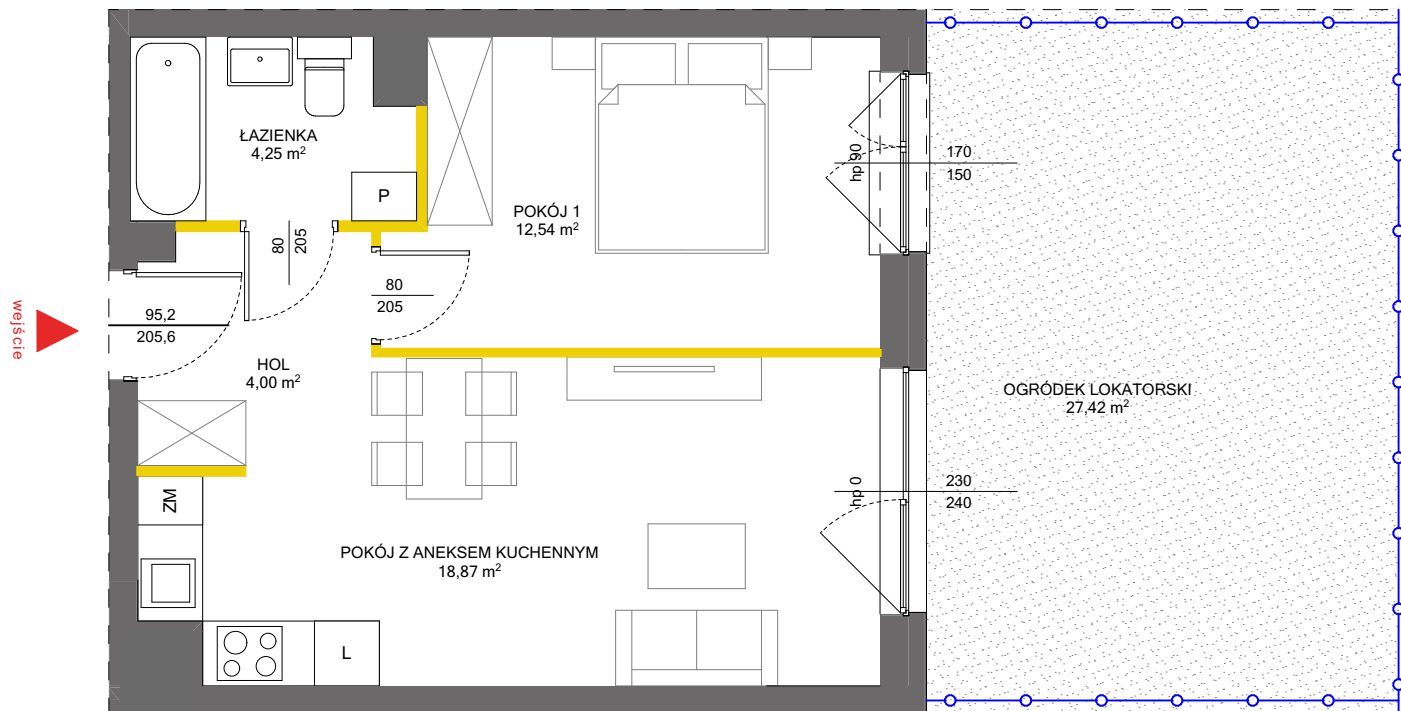 ŁAZIENKA
4,25 m²
P
POKÓJ 1
12,54 m²
hp 90
170
150
80
205
80
205
95,2
205,6
wejście
HOL
4,00 m²
OGRÓDEK LOKATORSKI
27,42 m²
hp 0
230
240
ZM
POKÓJ Z ANEKSEM KUCHENNYM
18,87 m²
L